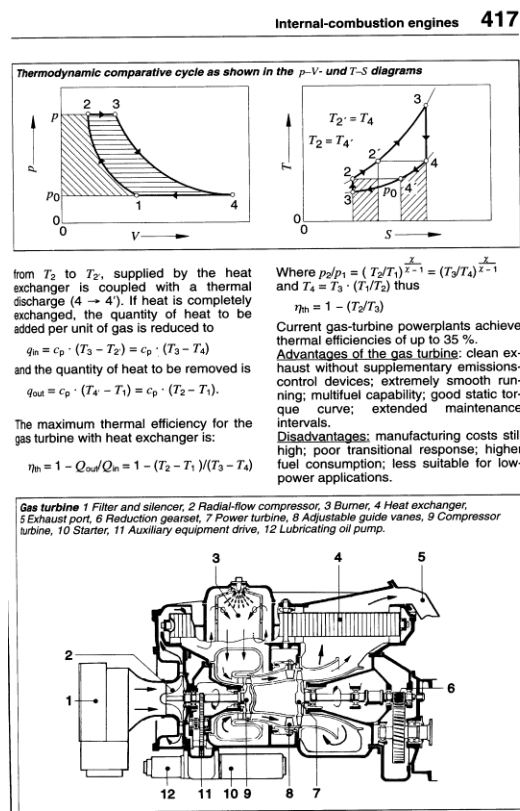 Internal-combustion engines 417
Thermodynamic comparative cycle as shown in the p–V- und T–S diagrams
p
2 3
p
p0
0
1 4
0 V
3
T2' = T4
T2 = T4'
T
2'
2 4
p0 4'
3
0
0 S
from T2 to T2', supplied by the heat
exchanger is coupled with a thermal
discharge (4 → 4'). If heat is completely
exchanged, the quantity of heat to be
added per unit of gas is reduced to
qin = cp · (T3 – T2') = cp · (T3 – T4)
and the quantity of heat to be removed is
qout = cp · (T4' – T1) = cp · (T2 – T1).
The maximum thermal efficiency for the
gas turbine with heat exchanger is:
ηth = 1 – Qout/Qin = 1 – (T2 – T1 )/(T3 – T4)
Where p2/p1 = ( T2/T1)^(χ/(χ – 1)) = (T3/T4)^(χ/(χ – 1))
and T4 = T3 · (T1/T2) thus
ηth = 1 – (T2/T3)
Current gas-turbine powerplants achieve
thermal efficiencies of up to 35 %.
Advantages of the gas turbine: clean ex-
haust without supplementary emissions-
control devices; extremely smooth run-
ning; multifuel capability; good static tor-
que curve; extended maintenance
intervals.
Disadvantages: manufacturing costs still
high; poor transitional response; higher
fuel consumption; less suitable for low-
power applications.
Gas turbine 1 Filter and silencer, 2 Radial-flow compressor, 3 Burner, 4 Heat exchanger,
5 Exhaust port, 6 Reduction gearset, 7 Power turbine, 8 Adjustable guide vanes, 9 Compressor
turbine, 10 Starter, 11 Auxiliary equipment drive, 12 Lubricating oil pump.
3 4 5
2
1
6
12 11 10 9 8 7